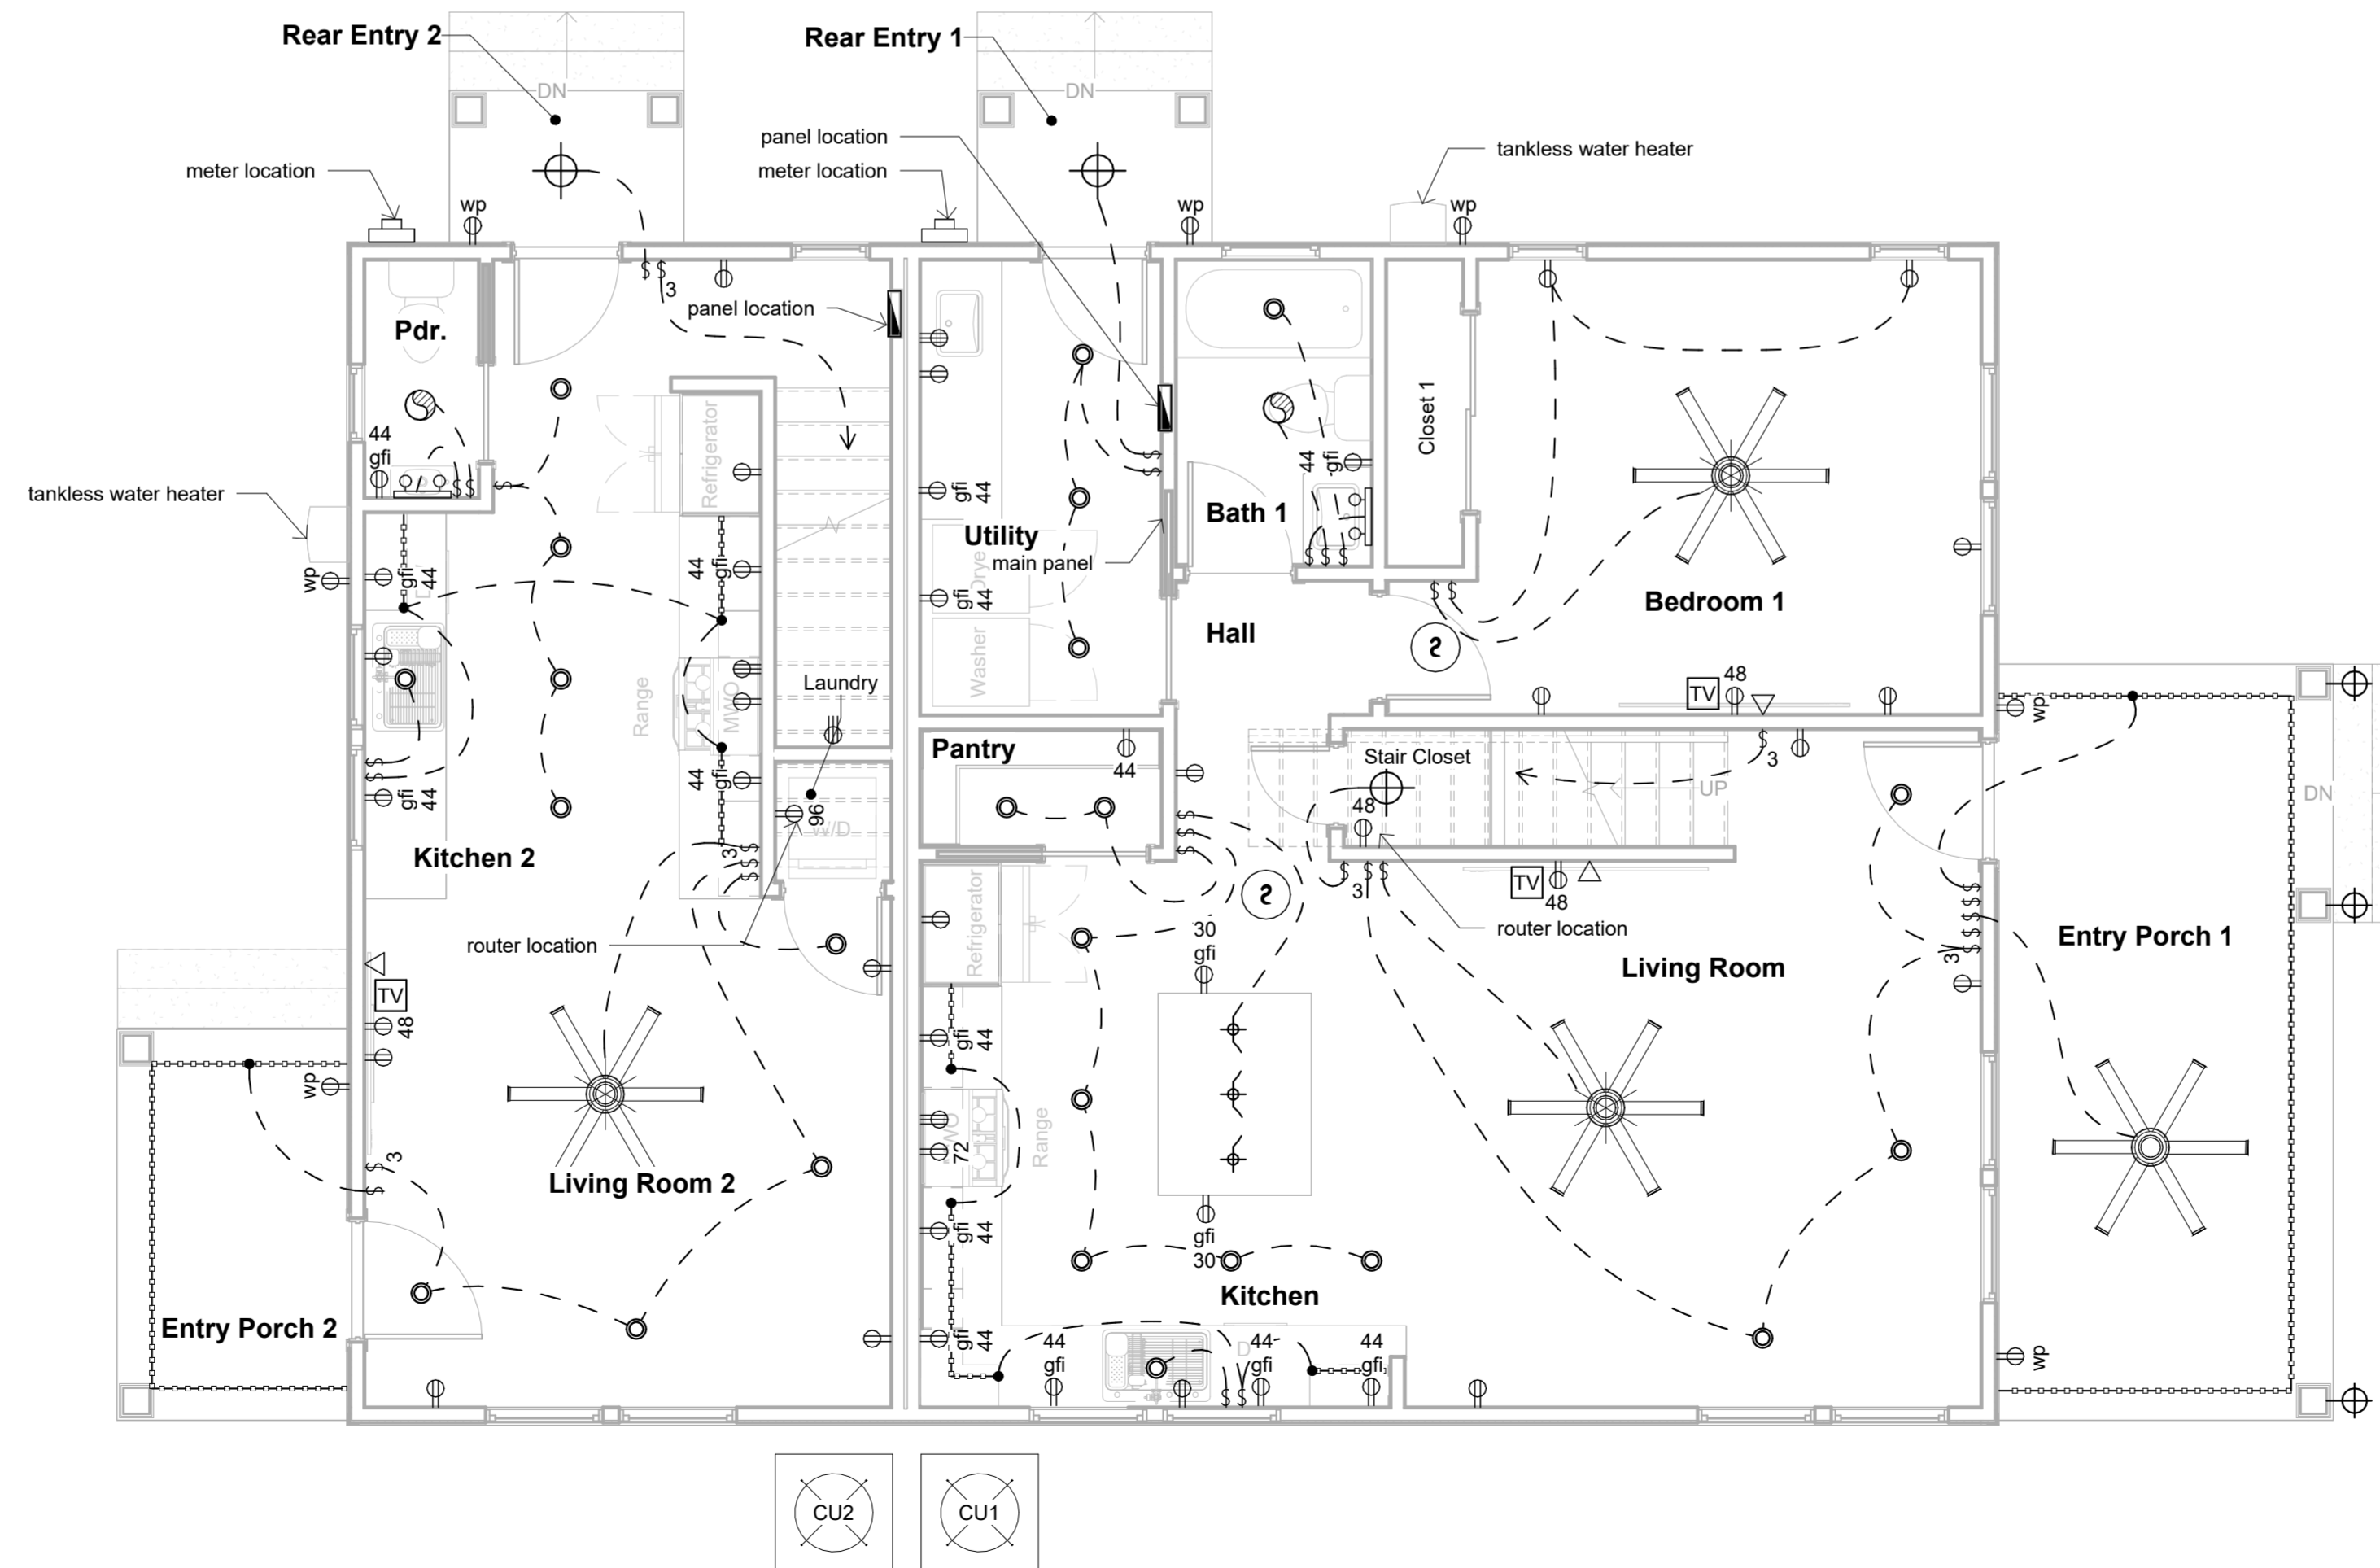 Rear Entry 2
Rear Entry 1
DN
DN
panel location
meter location
meter location
tankless water heater
wp
wp
wp
3
panel location
Pdr.
44
gfi
Refrigerator
Closet 1
44
gfi
tankless water heater
gfi
44
Bath 1
Utility
main panel
wp
gfi
44
44
gfi
Drye
gfi
44
Bedroom 1
Hall
Washer
Range
MWO
Laundry
TV
48
wp
Pantry
44
Stair Closet
3
UP
DN
44
gfi
gfi
44
48
96
W/D
3
Kitchen 2
Refrigerator
3
TV
48
router location
30
gfi
router location
Living Room
Entry Porch 1
3
TV
48
gfi
44
wp
72
Range
3
Living Room 2
gfi
44
gfi
30
Kitchen
Entry Porch 2
gfi
44
44
gfi
D
44
gfi
44
gfi
wp
CU2
CU1